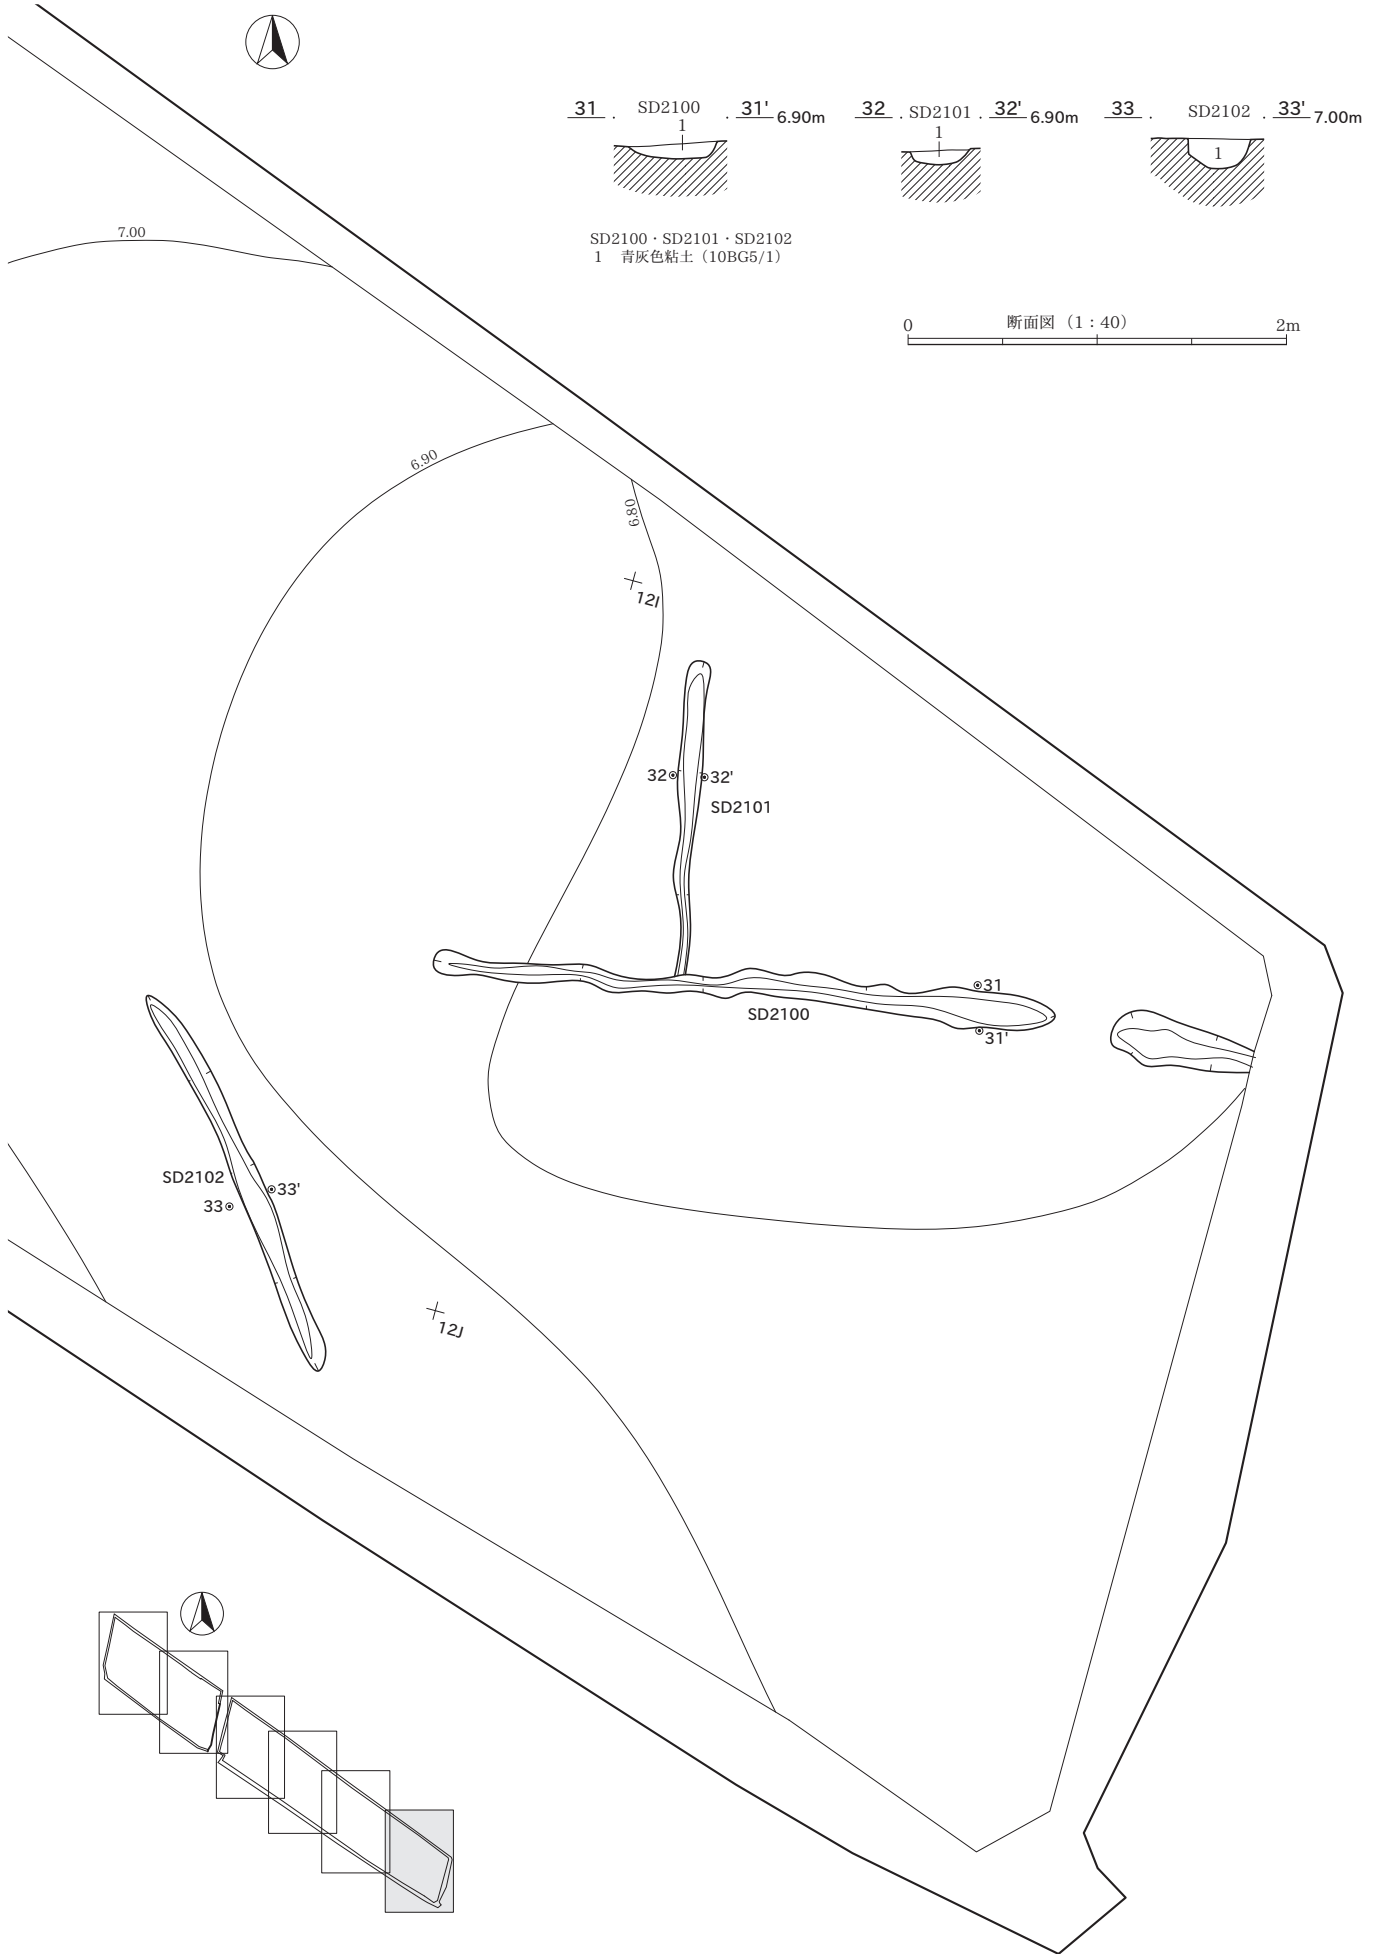 31 SD2100 31' 6.90m
1
32 SD2101 32' 6.90m
1
33 SD2102 33' 7.00m
1
SD2100・SD2101・SD2102
1 青灰色粘土（10BG5/1）
0 断面図（1：40） 2m
7.00
6.90
6.80
12I
32 32'
SD2101
31
SD2100
31'
SD2102
33 33'
12J